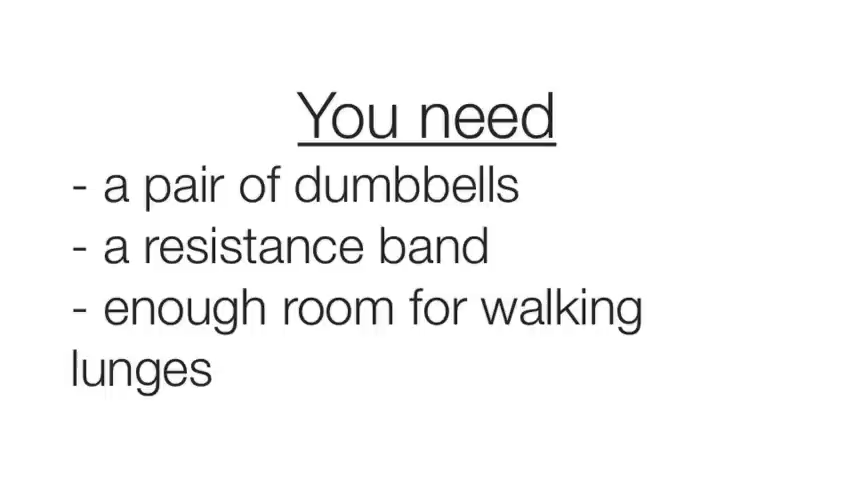 You need
- a pair of dumbbells
- a resistance band
- enough room for walking
lunges